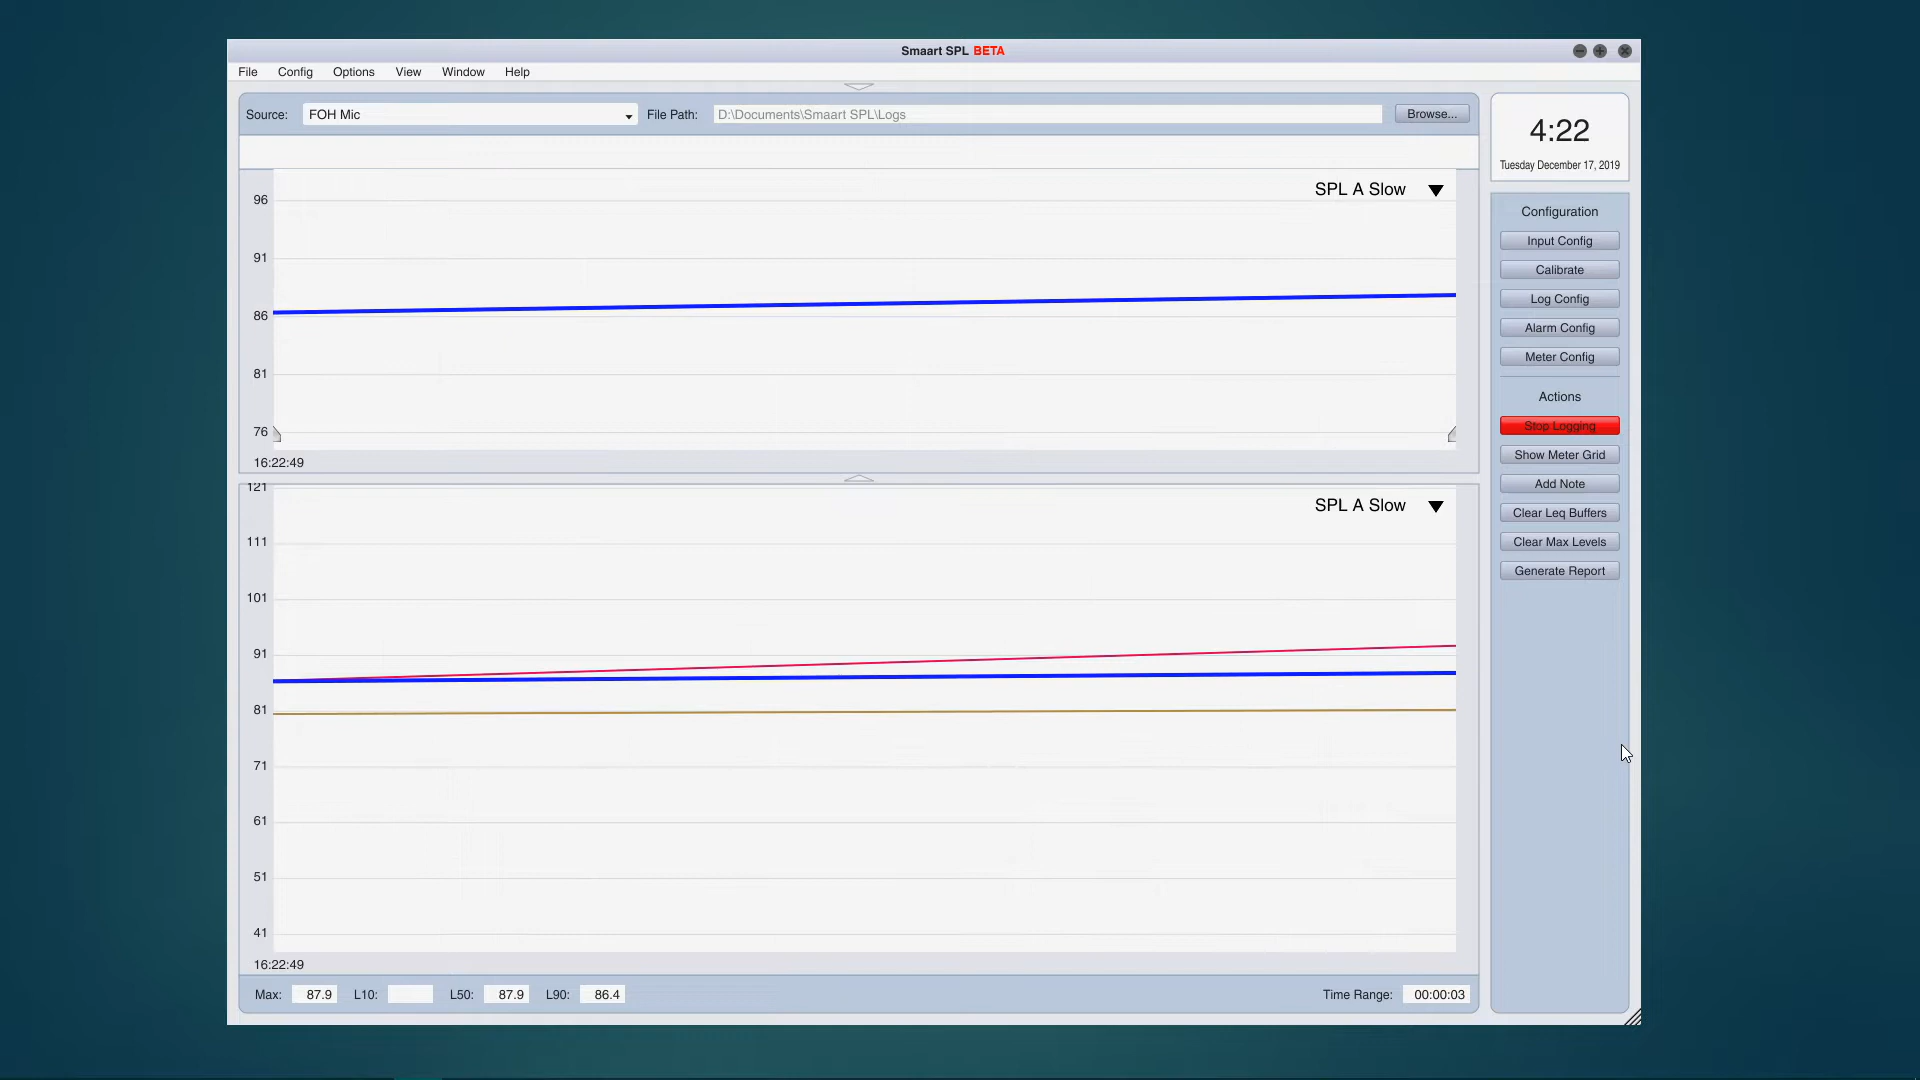 Smaart SPL BETA
File Config Options View Window Help
Source: FOH Mic File Path: D:\Documents\Smaart SPL\Logs Browse...
4:22
Tuesday December 17, 2019
SPL A Slow
96
91
86
81
76
16:22:49
Configuration
Input Config
Calibrate
Log Config
Alarm Config
Meter Config
Actions
Stop Logging
Show Meter Grid
Add Note
Clear Leq Buffers
Clear Max Levels
Generate Report
121
SPL A Slow
111
101
91
81
71
61
51
41
16:22:49
Max: 87.9 L10: L50: 87.9 L90: 86.4 Time Range: 00:00:03